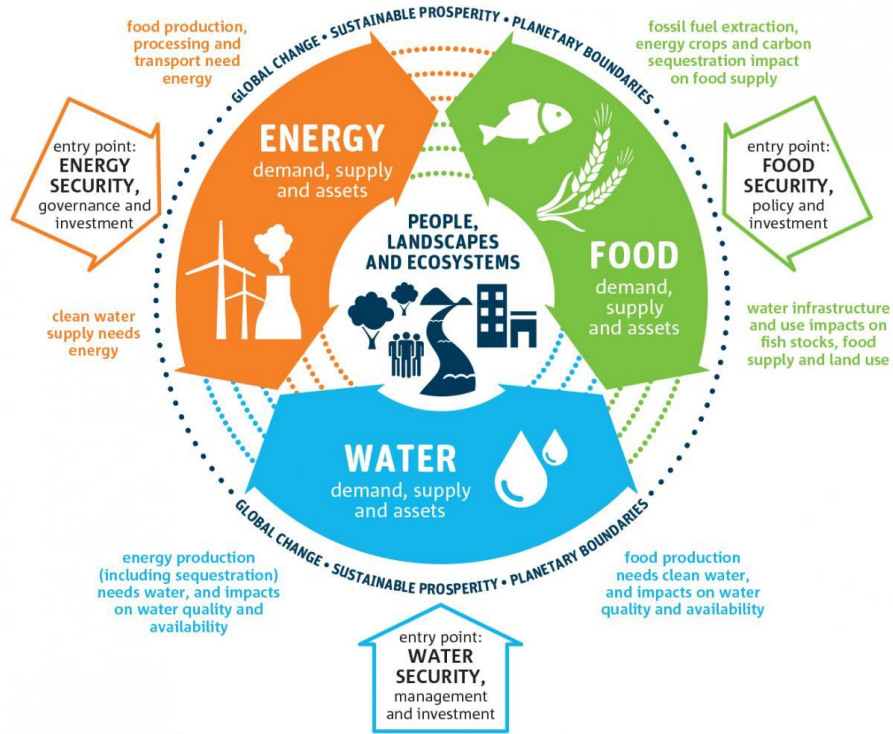 GLOBAL CHANGE • SUSTAINABLE PROSPERITY • PLANETARY BOUNDARIES
food production,
processing and
transport need
energy
fossil fuel extraction,
energy crops and carbon
sequestration impact
on food supply
entry point:
ENERGY
SECURITY,
governance and
investment
ENERGY
demand, supply
and assets
entry point:
FOOD
SECURITY,
policy and
investment
PEOPLE,
LANDSCAPES
AND ECOSYSTEMS
FOOD
demand,
supply
and assets
clean water
supply needs
energy
water infrastructure
and use impacts on
fish stocks, food
supply and land use
WATER
demand, supply
and assets
GLOBAL CHANGE • SUSTAINABLE PROSPERITY • PLANETARY BOUNDARIES
energy production
(including sequestration)
needs water, and impacts
on water quality and
availability
food production
needs clean water,
and impacts on water
quality and availability
entry point:
WATER
SECURITY,
management
and investment